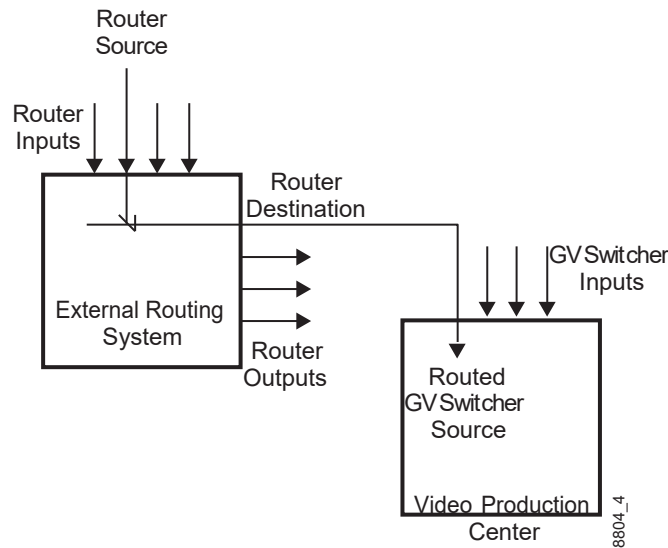 Router
Source
Router
Inputs
Router
Destination
GV Switcher
Inputs
External Routing
System
Router
Outputs
Routed
GV Switcher
Source
Video Production
Center
8804_4